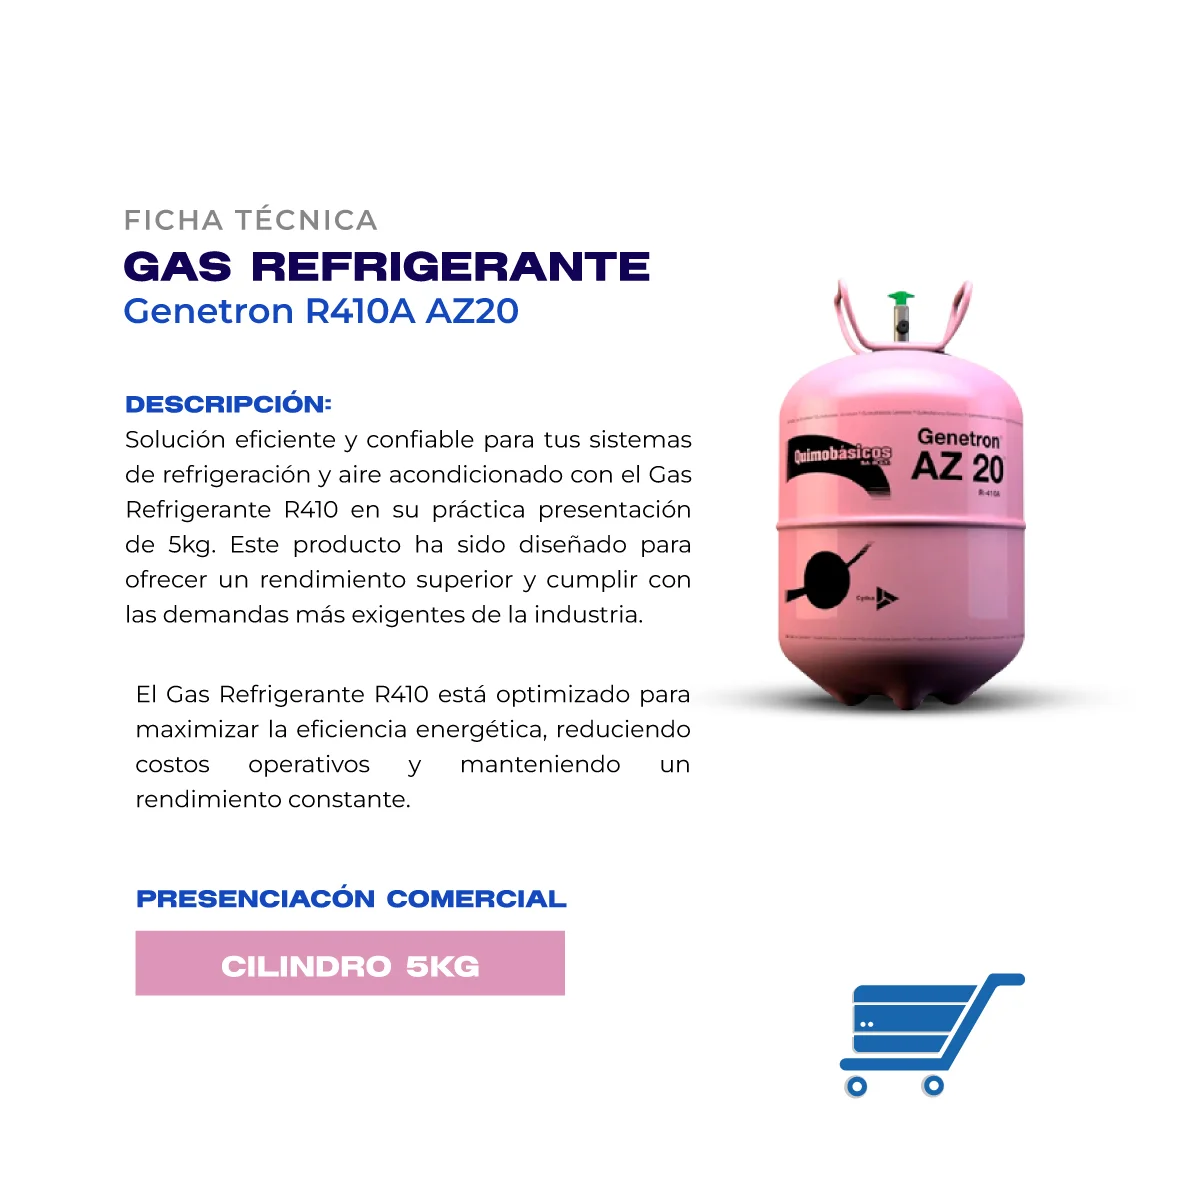 FICHA TÉCNICA
GAS REFRIGERANTE
Genetron R410A AZ20
DESCRIPCIÓN:
Solución eficiente y confiable para tus sistemas
de refrigeración y aire acondicionado con el Gas
Refrigerante R410 en su práctica presentación
de 5kg. Este producto ha sido diseñado para
ofrecer un rendimiento superior y cumplir con
las demandas más exigentes de la industria.
El Gas Refrigerante R410 está optimizado para
maximizar la eficiencia energética, reduciendo
costos operativos y manteniendo un
rendimiento constante.
PRESENCIACÓN COMERCIAL
CILINDRO 5KG
Quimobásicos
Genetron
AZ 20
R-410A
Cydsa